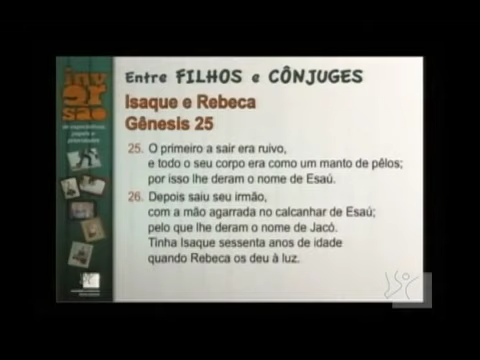 inversão
Entre FILHOS e CÔNJUGES
Isaque e Rebeca
Gênesis 25
25. O primeiro a sair era ruivo,
e todo o seu corpo era como um manto de pêlos;
por isso lhe deram o nome de Esaú.
26. Depois saiu seu irmão,
com a mão agarrada no calcanhar de Esaú;
pelo que lhe deram o nome de Jacó.
Tinha Isaque sessenta anos de idade
quando Rebeca os deu à luz.